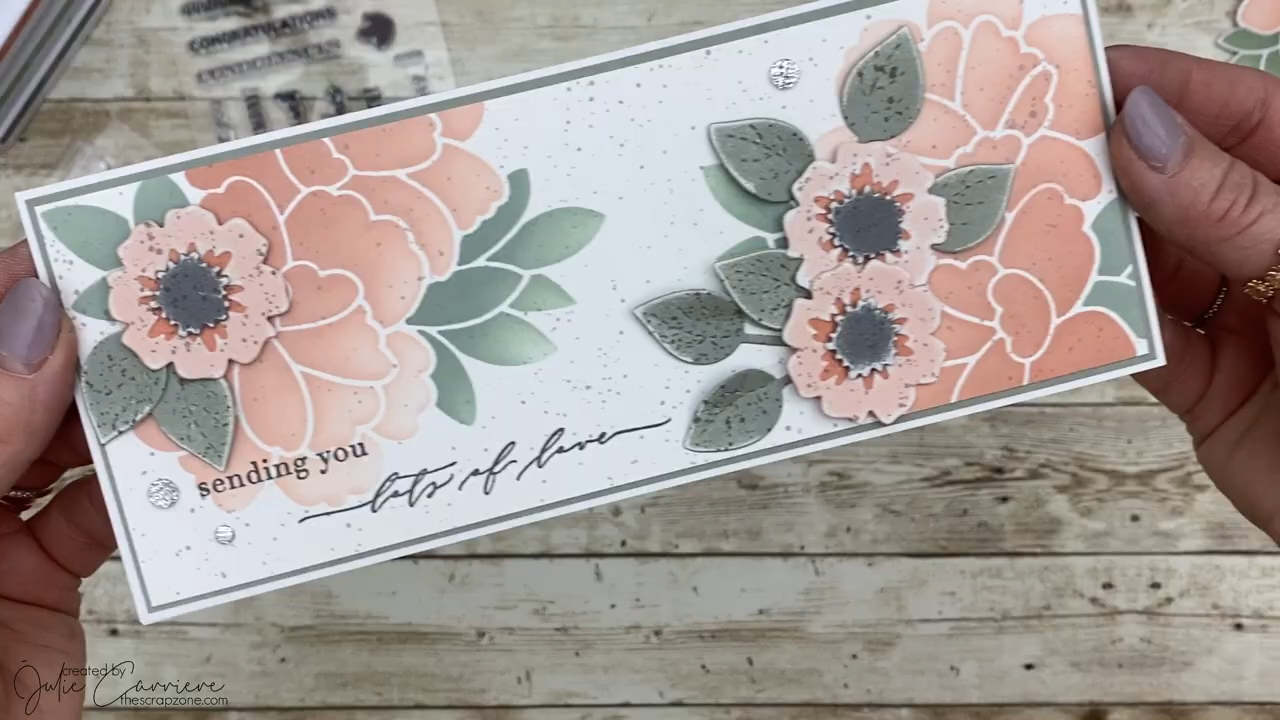 CONGRATULATIONS
sending you
lots of love
created by
Julie Carriere
thescrapzone.com